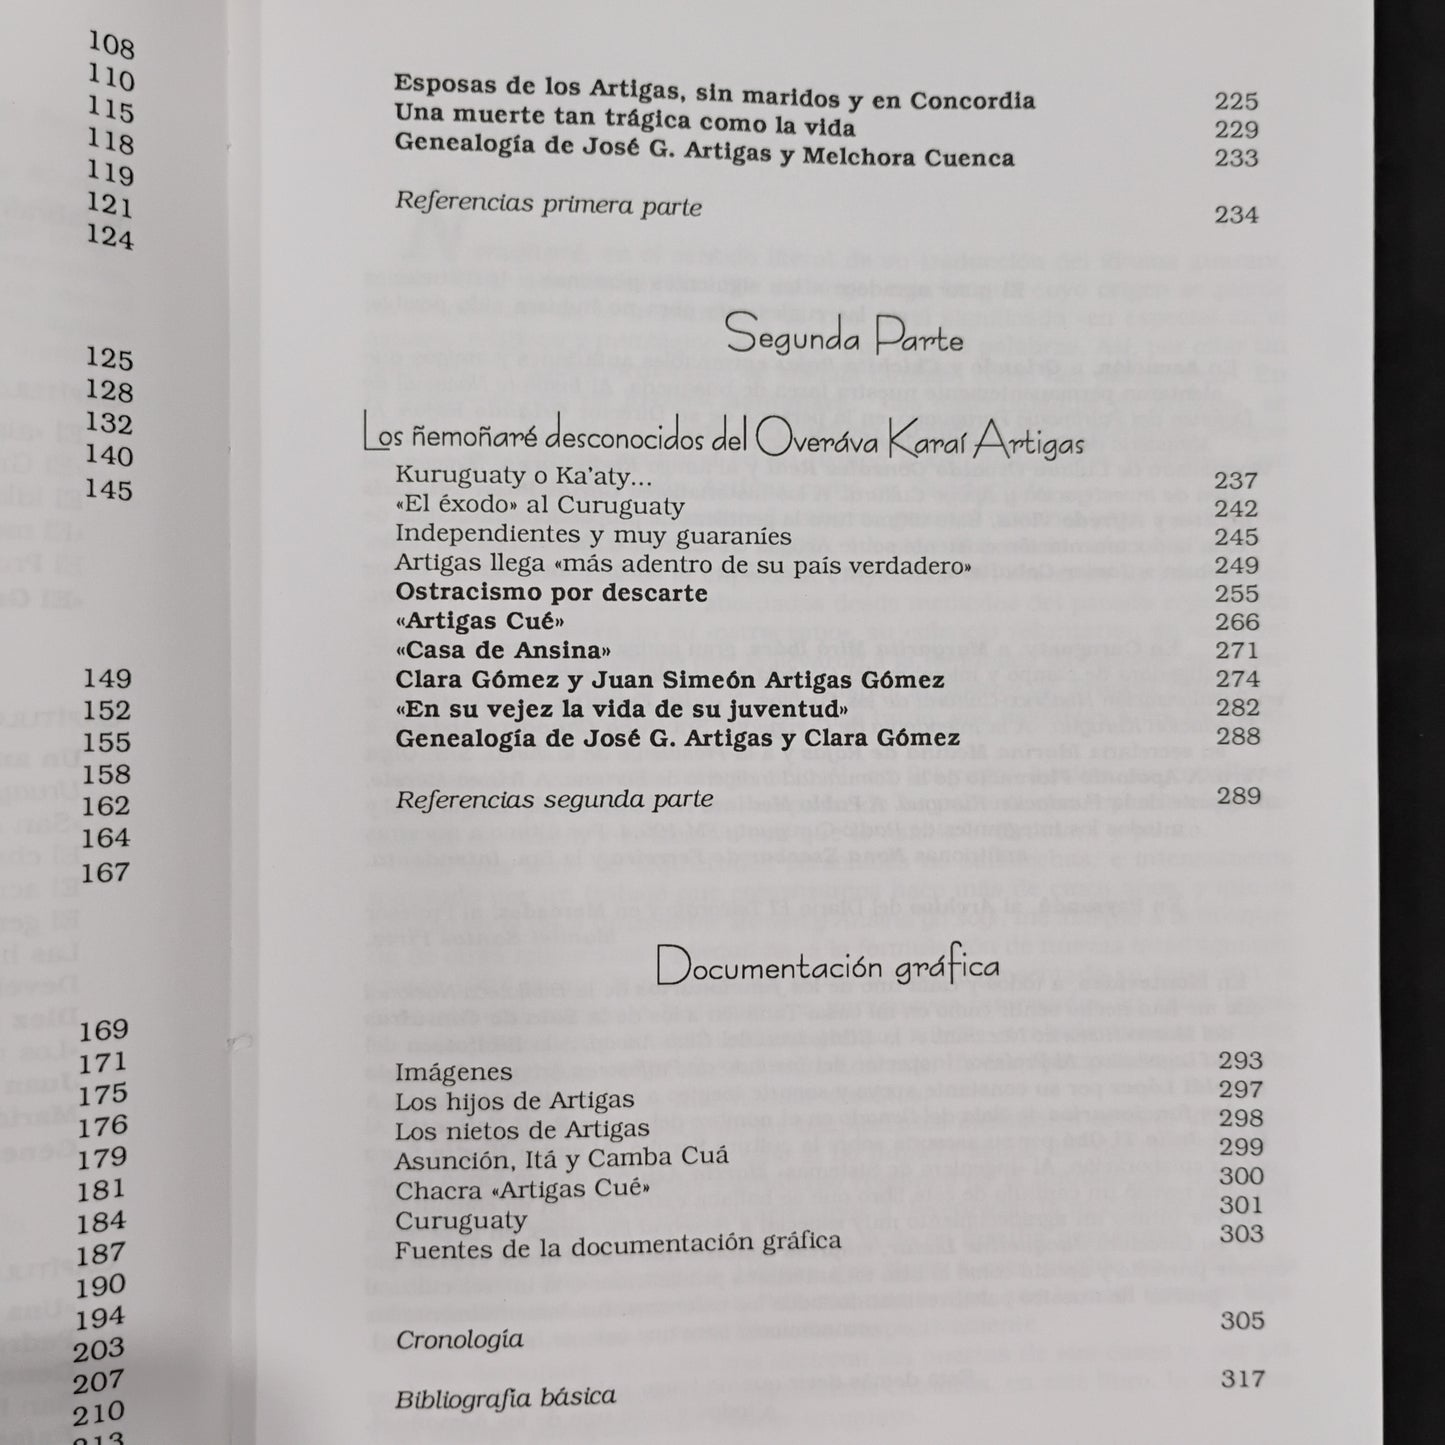 108
110
115
118
119
121
124
125
128
132
140
145
149
152
155
158
162
164
167
169
171
175
176
179
181
184
187
190
194
203
207
210
213
Esposas de los Artigas, sin maridos y en Concordia 225
Una muerte tan trágica como la vida 229
Genealogía de José G. Artigas y Melchora Cuenca 233
Referencias primera parte 234
Segunda Parte
Los ñemoñaré desconocidos del Overáva Karaí Artigas
Kuruguaty o Ka'aty... 237
«El éxodo» al Curuguaty 242
Independientes y muy guaraníes 245
Artigas llega «más adentro de su país verdadero» 249
Ostracismo por descarte 255
«Artigas Cué» 266
«Casa de Ansina» 271
Clara Gómez y Juan Simeón Artigas Gómez 274
«En su vejez la vida de su juventud» 282
Genealogía de José G. Artigas y Clara Gómez 288
Referencias segunda parte 289
Documentación gráfica
Imágenes 293
Los hijos de Artigas 297
Los nietos de Artigas 298
Asunción, Itá y Camba Cuá 299
Chacra «Artigas Cué» 300
Curuguaty 301
Fuentes de la documentación gráfica 303
Cronología 305
Bibliografia básica 317